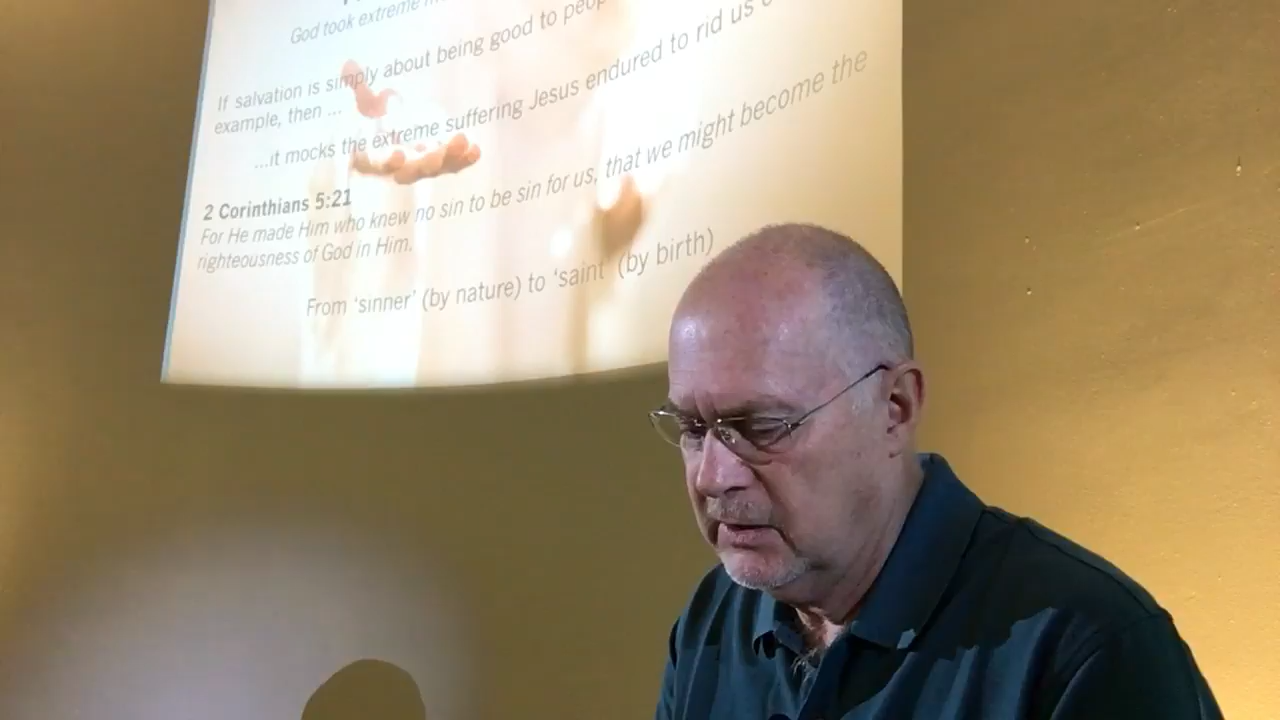 God took extreme
If salvation is simply about being good to
example, then ...
...it mocks the extreme suffering Jesus endured to rid us
2 Corinthians 5:21
For He made Him who knew no sin to be sin for us, that we might become the
righteousness of God in Him.
From 'sinner' (by nature) to 'saint' (by birth)